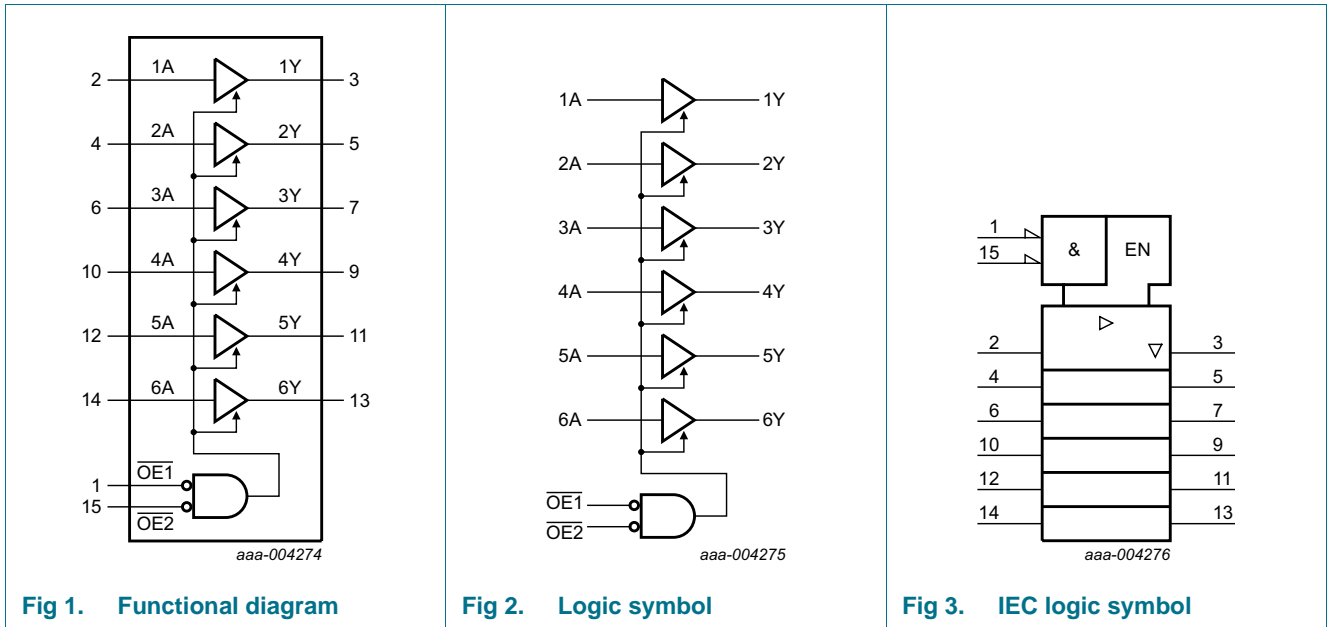 1A 1Y
2 3
2A 2Y
4 5
3A 3Y
6 7
4A 4Y
10 9
5A 5Y
12 11
6A 6Y
14 13
OE1
1
15
OE2
aaa-004274
Fig 1. Functional diagram
1A 1Y
2A 2Y
3A 3Y
4A 4Y
5A 5Y
6A 6Y
OE1
OE2
aaa-004275
Fig 2. Logic symbol
1
15
& EN
2 3
4 5
6 7
10 9
12 11
14 13
aaa-004276
Fig 3. IEC logic symbol